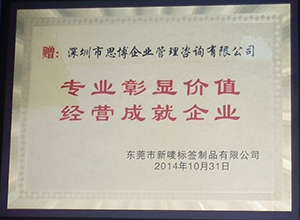 赠：深圳市思博企业管理咨询有限公司
专业彰显价值
经营成就企业
东莞市新唛标签制品有限公司
2014年10月31日